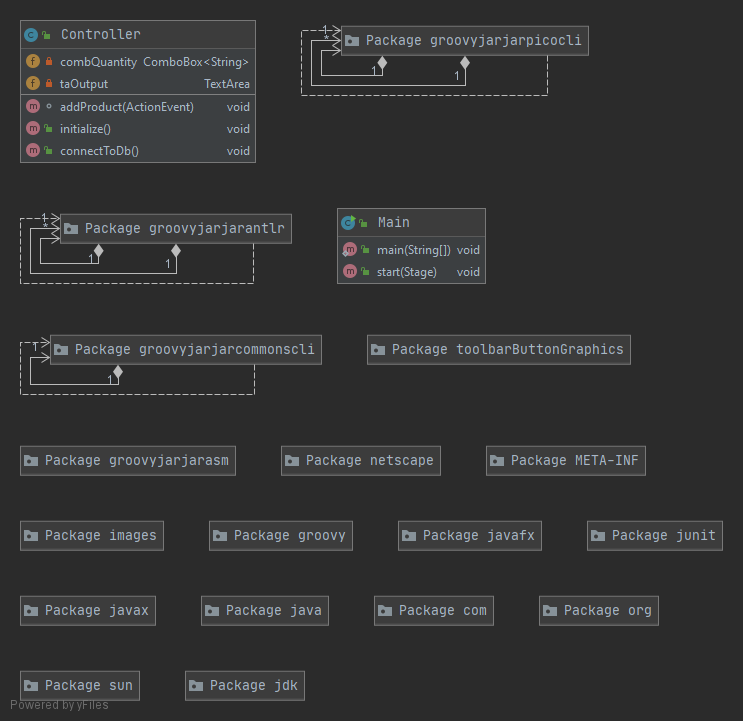 Controller
combQuantity ComboBox<String>
taOutput TextArea
addProduct(ActionEvent) void
initialize() void
connectToDb() void
1
*
Package groovyjarjarpicocli
1
1
1
*
Package groovyjarjarantlr
1
1
Main
main(String[]) void
start(Stage) void
1
Package groovyjarjarcommonscli
1
Package toolbarButtonGraphics
Package groovyjarjarasm
Package netscape
Package META-INF
Package images
Package groovy
Package javafx
Package junit
Package javax
Package java
Package com
Package org
Package sun
Package jdk
Powered by yFiles